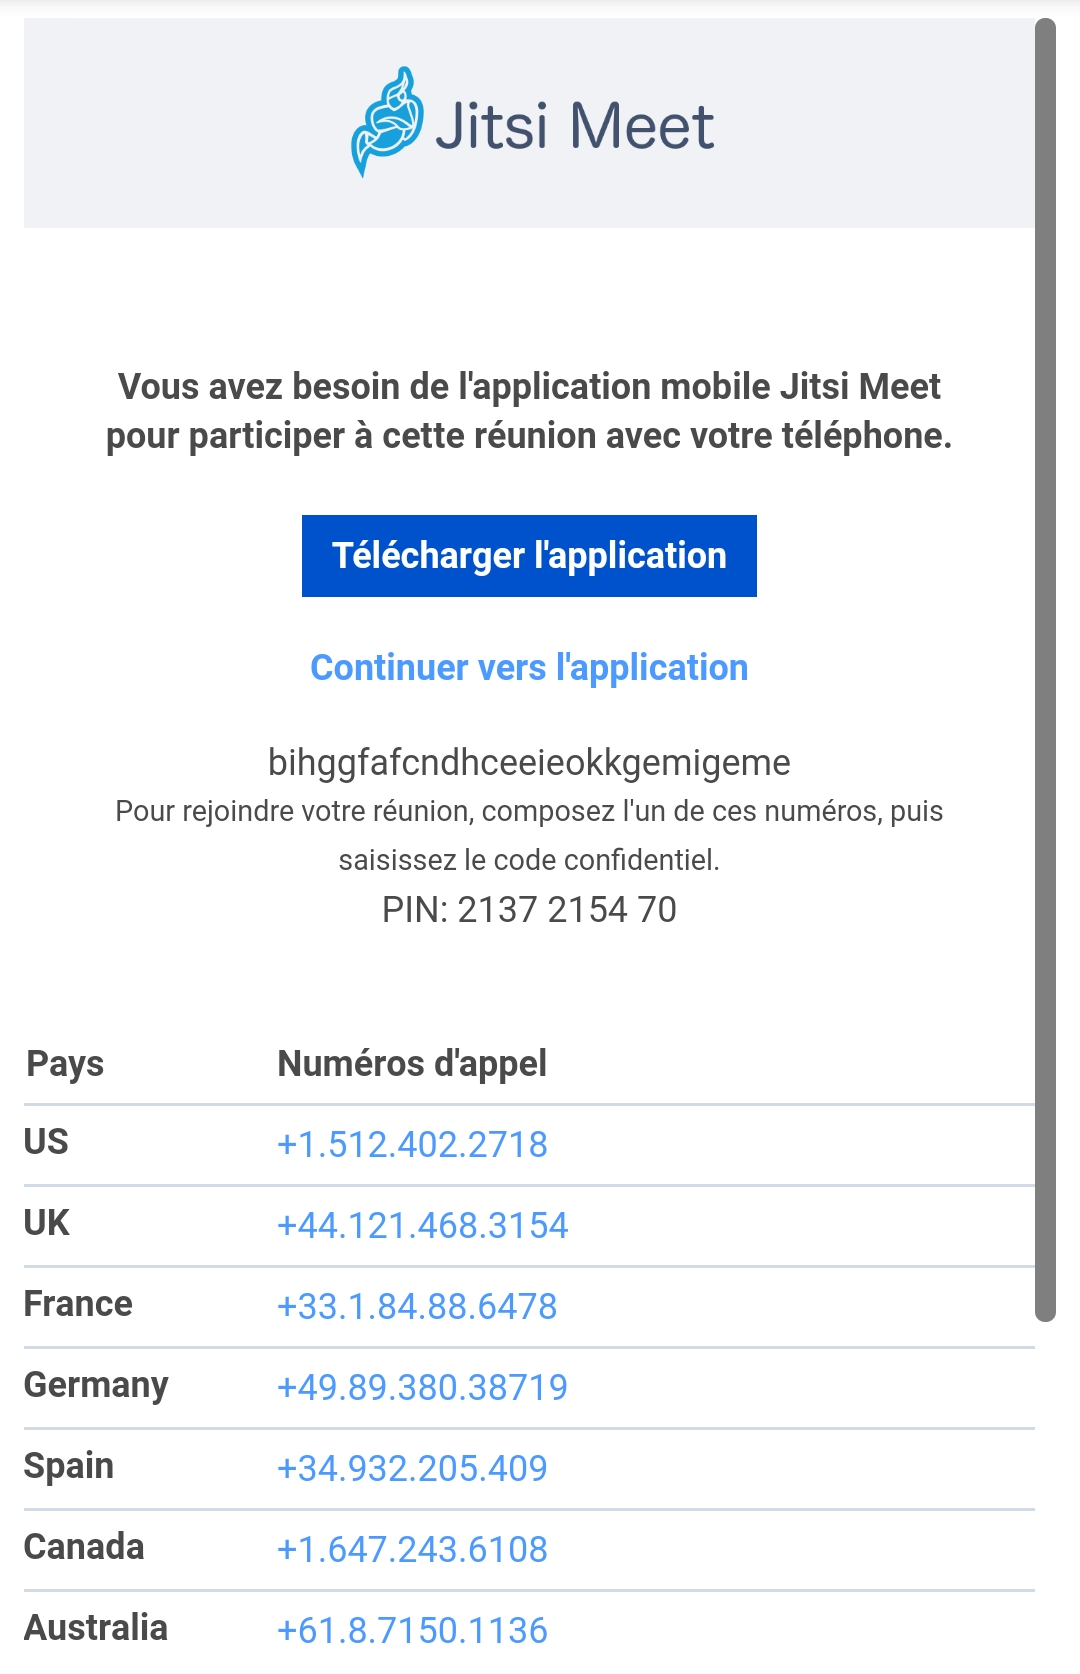 Jitsi Meet
Vous avez besoin de l'application mobile Jitsi Meet
pour participer à cette réunion avec votre téléphone.
Télécharger l'application
Continuer vers l'application
bihggfafcndhceeieokkgemigeme
Pour rejoindre votre réunion, composez l'un de ces numéros, puis
saisissez le code confidentiel.
PIN: 2137 2154 70
Pays Numéros d'appel
US +1.512.402.2718
UK +44.121.468.3154
France +33.1.84.88.6478
Germany +49.89.380.38719
Spain +34.932.205.409
Canada +1.647.243.6108
Australia +61.8.7150.1136